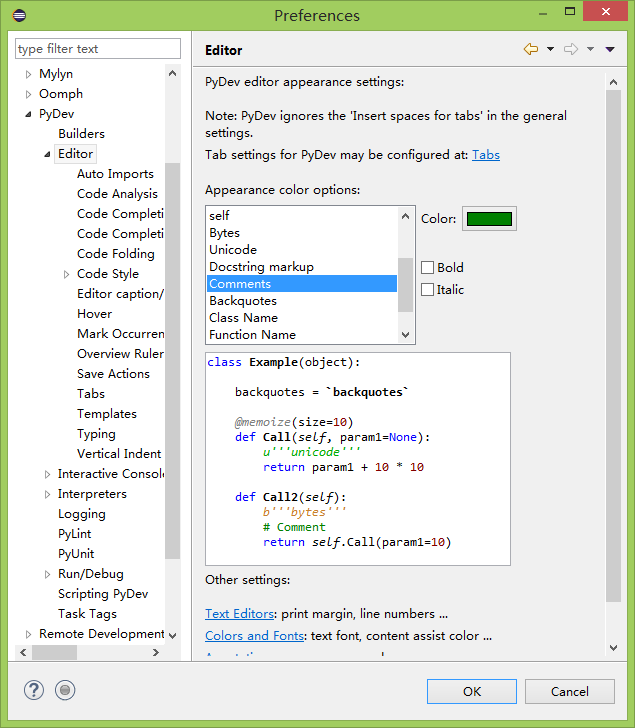 Preferences
type filter text
Mylyn
Oomph
PyDev
Builders
Editor
Auto Imports
Code Analysis
Code Completi
Code Completi
Code Folding
Code Style
Editor caption/
Hover
Mark Occurren
Overview Ruler
Save Actions
Tabs
Templates
Typing
Vertical Indent
Interactive Console
Interpreters
Logging
PyLint
PyUnit
Run/Debug
Scripting PyDev
Task Tags
Remote Development
Editor
PyDev editor appearance settings:
Note: PyDev ignores the 'Insert spaces for tabs' in the general
settings.
Tab settings for PyDev may be configured at: Tabs
Appearance color options:
self
Bytes
Unicode
Docstring markup
Comments
Backquotes
Class Name
Function Name
Color:
Bold
Italic
class Example(object):
backquotes = `backquotes`
@memoize(size=10)
def Call(self, param1=None):
u'''unicode'''
return param1 + 10 * 10
def Call2(self):
b'''bytes'''
# Comment
return self.Call(param1=10)
Other settings:
Text Editors: print margin, line numbers ...
Colors and Fonts: text font, content assist color ...
OK
Cancel